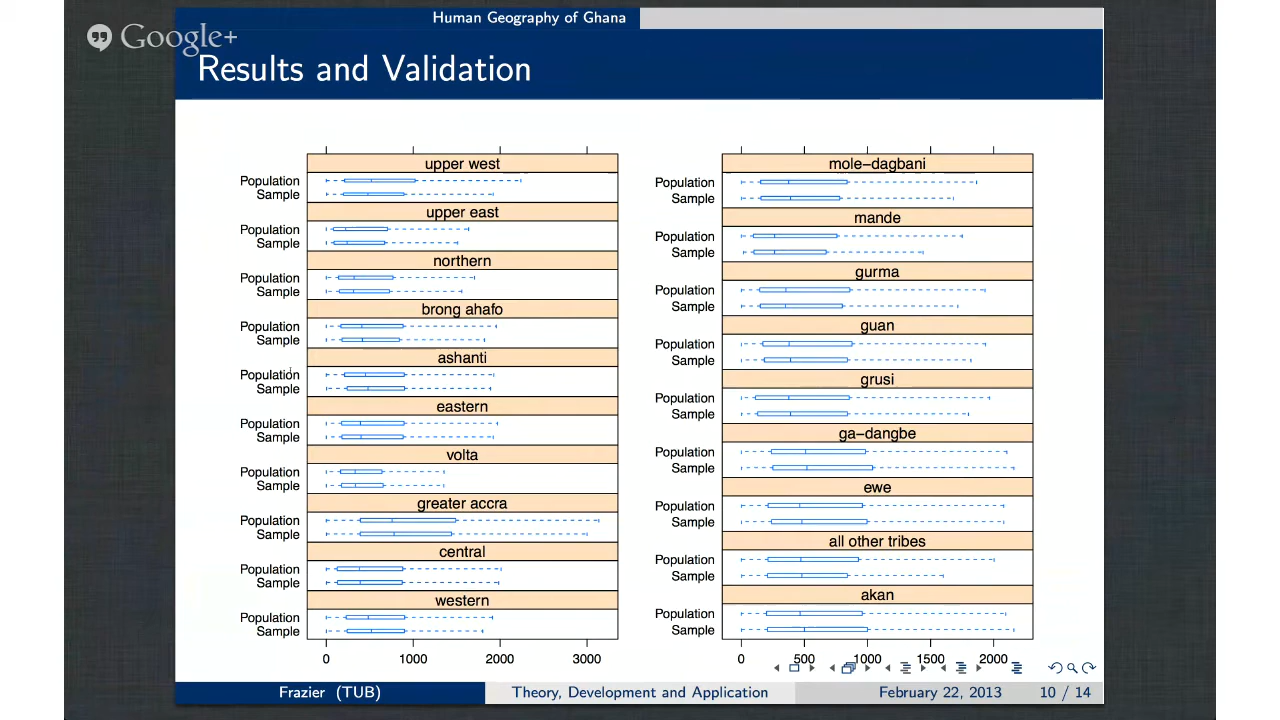 Human Geography of Ghana
Google+
Results and Validation
upper west
Population
Sample
upper east
Population
Sample
northern
Population
Sample
brong ahafo
Population
Sample
ashanti
Population
Sample
eastern
Population
Sample
volta
Population
Sample
greater accra
Population
Sample
central
Population
Sample
western
Population
Sample
0 1000 2000 3000
mole-dagbani
Population
Sample
mande
Population
Sample
gurma
Population
Sample
guan
Population
Sample
grusi
Population
Sample
ga-dangbe
Population
Sample
ewe
Population
Sample
all other tribes
Population
Sample
akan
Population
Sample
0 500 1000 1500 2000
Frazier (TUB) Theory, Development and Application February 22, 2013 10 / 14